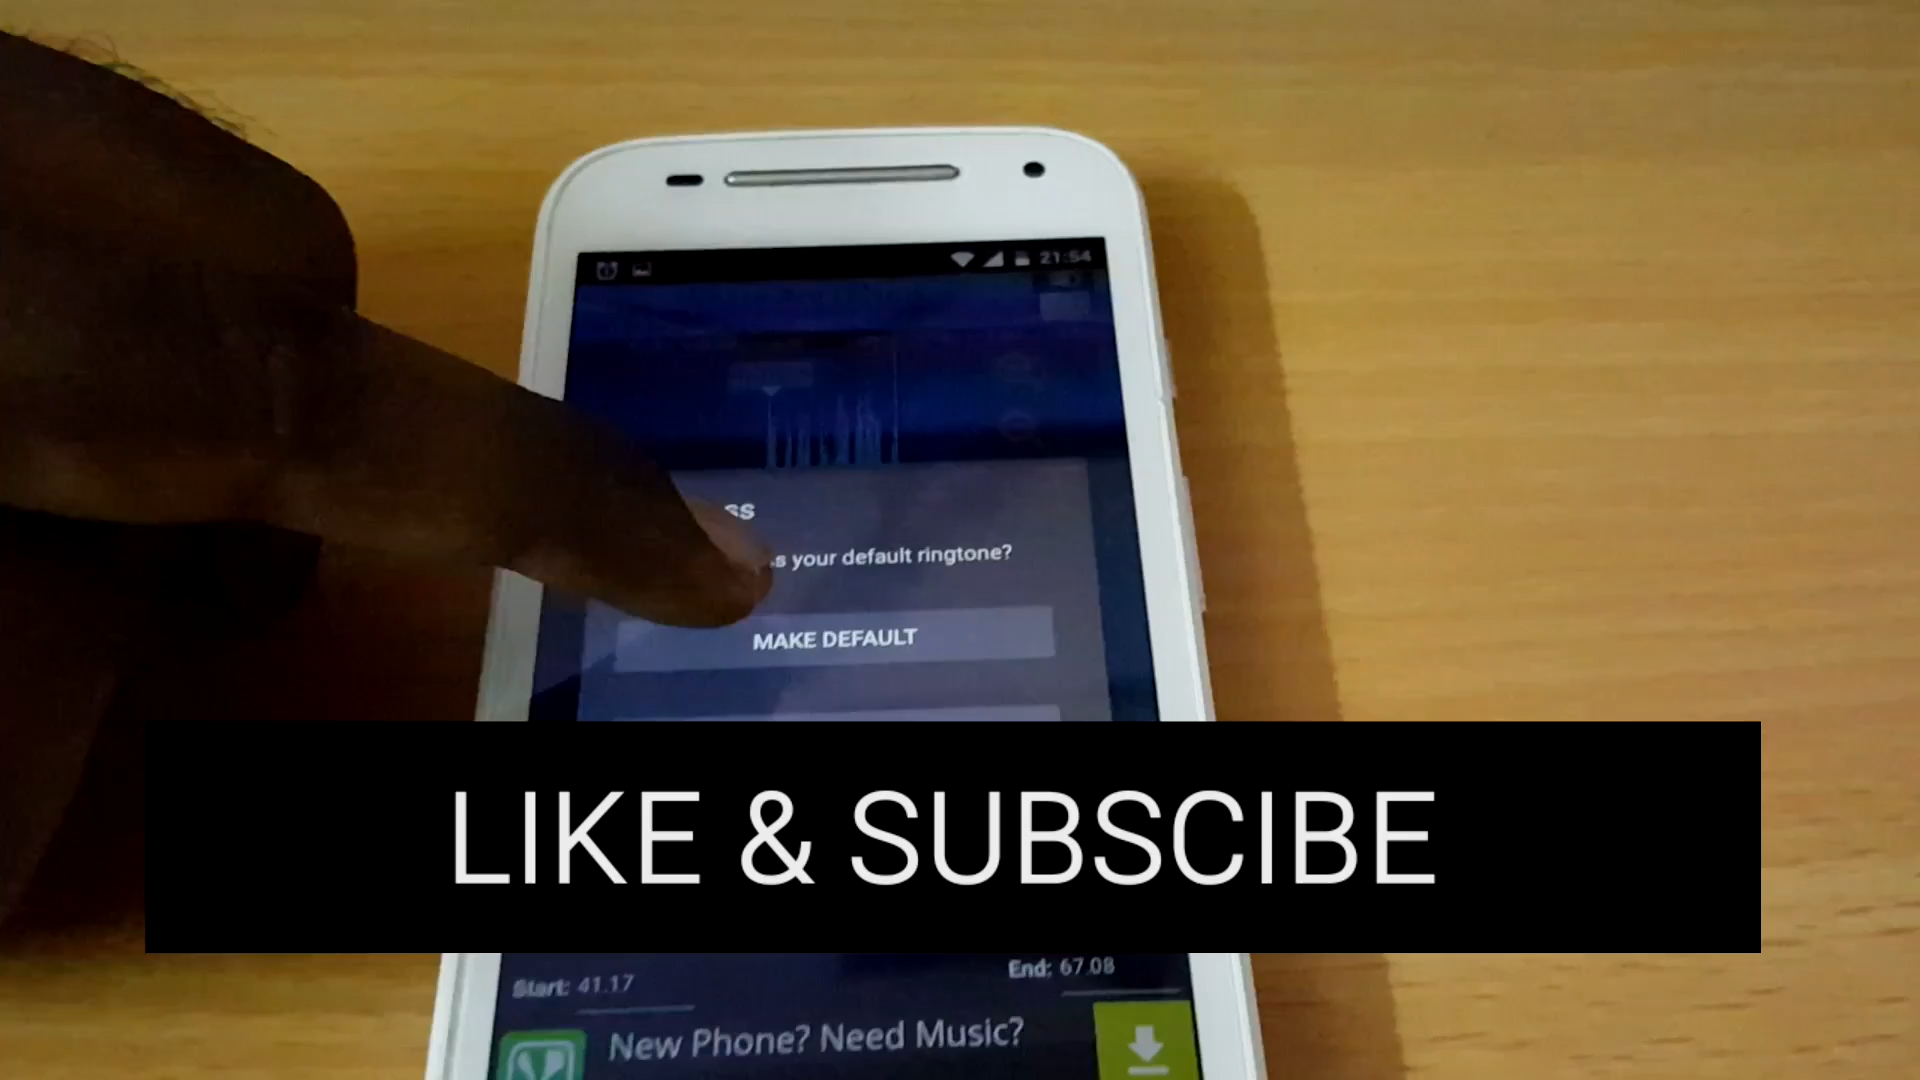 21:54
ss
s your default ringtone?
MAKE DEFAULT
LIKE & SUBSCIBE
Start: 41.17
End: 67.08
New Phone? Need Music?